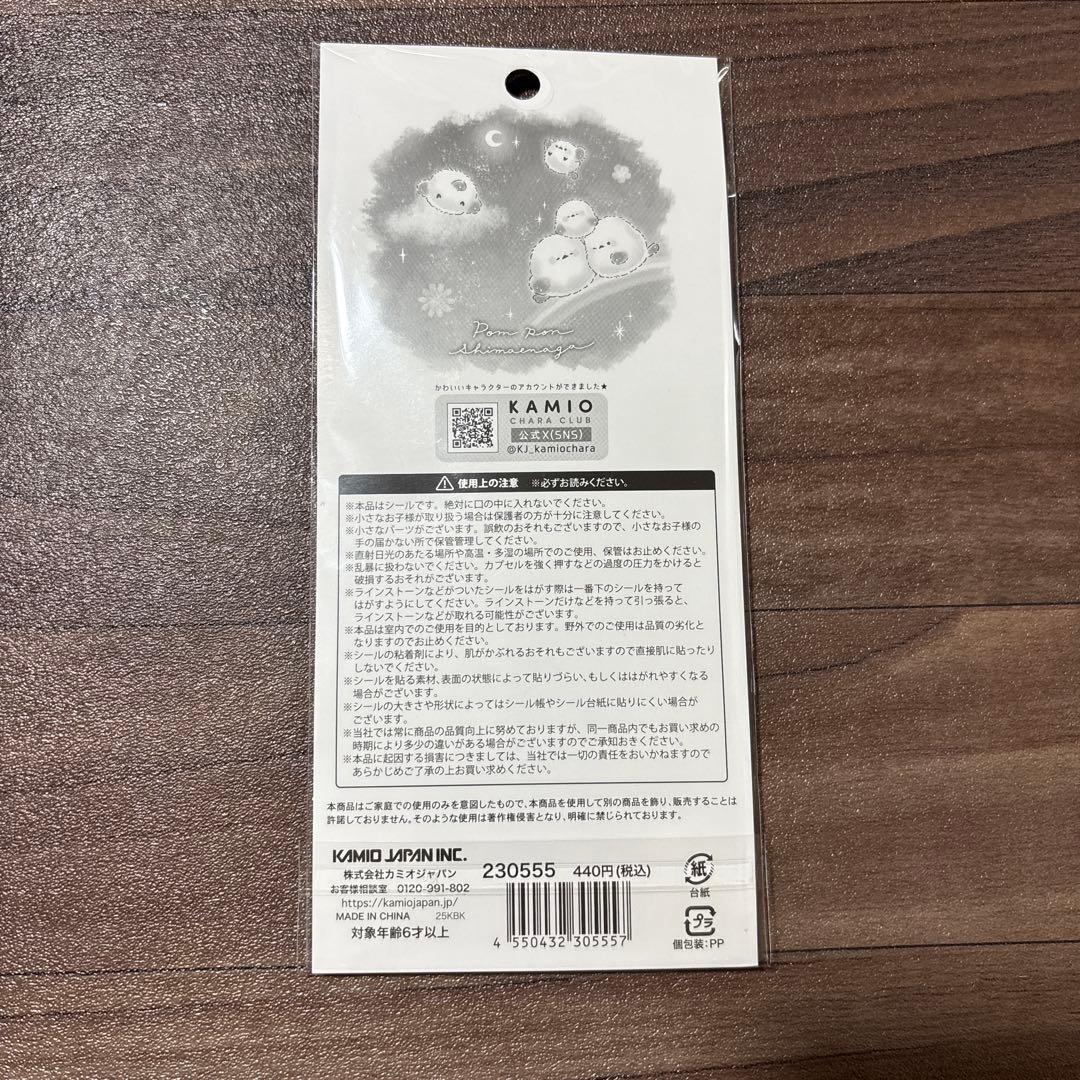 Pom pon
Shimaenaga
かわいいキャラクターのアカウントができました★
KAMIO
CHARA CLUB
公式X(SNS)
@KJ_kamiochara
使用上の注意 ※必ずお読みください。
※本品はシールです。絶対に口の中に入れないでください。
※小さなお子様が取り扱う場合は保護者の方が十分に注意してください。
※小さなパーツがございます。誤飲のおそれもございますので、小さなお子様の
手の届かない所で保管管理してください。
※直射日光のあたる場所や高温・多湿の場所でのご使用、保管はお止めください。
※乱暴に扱わないでください。カプセルを強く押すなどの過度の圧力をかけると
破損するおそれがございます。
※ラインストーンなどがついたシールをはがす際は一番下のシールを持って
はがすようにしてください。ラインストーンだけなどを持って引っ張ると、
ラインストーンなどが取れる可能性がございます。
※本品は室内でのご使用を目的としております。野外でのご使用は品質の劣化と
なりますのでお止めください。
※シールの粘着剤により、肌がかぶれるおそれもございますので直接肌に貼ったり
しないでください。
※シールを貼る素材、表面の状態によって貼りづらい、もしくははがれやすくなる
場合がございます。
※シールの大きさや形状によってはシール帳やシール台紙に貼りにくい場合が
ございます。
※当社では常に商品の品質向上に努めておりますが、同一商品内でもお買い求めの
時期により多少の違いがある場合がございますのでご承知おきください。
※本品に起因する損害につきましては、当社では一切の責任をおいかねますので
あらかじめご了承の上お買い求めください。
本商品はご家庭での使用のみを意図したもので、本商品を使用して別の商品を飾り、販売することは
許諾しておりません。そのような使用は著作権侵害となり、明確に禁じられております。
KAMIO JAPAN INC.
株式会社カミオジャパン
お客様相談室 0120-991-802
https://kamiojapan.jp/
MADE IN CHINA 25KBK
対象年齢6才以上
230555 440円(税込)
4 550432 305557
紙
台紙
プラ
個包装:PP